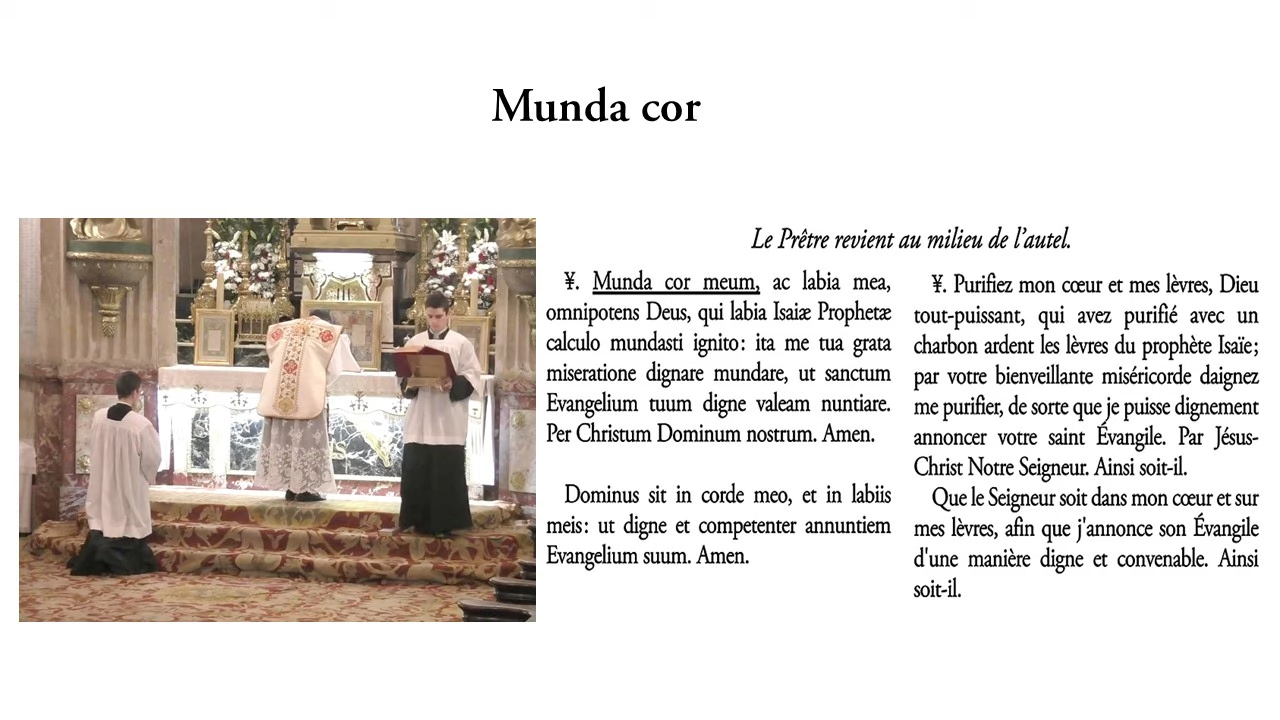 Munda cor
Le Prêtre revient au milieu de l'autel.
℣. Munda cor meum, ac labia mea,
omnipotens Deus, qui labia Isaiæ Prophetæ
calculo mundasti ignito: ita me tua grata
miseratione dignare mundare, ut sanctum
Evangelium tuum digne valeam nuntiare.
Per Christum Dominum nostrum. Amen.
Dominus sit in corde meo, et in labiis
meis: ut digne et competenter annuntiem
Evangelium suum. Amen.
℣. Purifiez mon cœur et mes lèvres, Dieu
tout-puissant, qui avez purifié avec un
charbon ardent les lèvres du prophète Isaïe;
par votre bienveillante miséricorde daignez
me purifier, de sorte que je puisse dignement
annoncer votre saint Évangile. Par Jésus-
Christ Notre Seigneur. Ainsi soit-il.
Que le Seigneur soit dans mon cœur et sur
mes lèvres, afin que j'annonce son Évangile
d'une manière digne et convenable. Ainsi
soit-il.